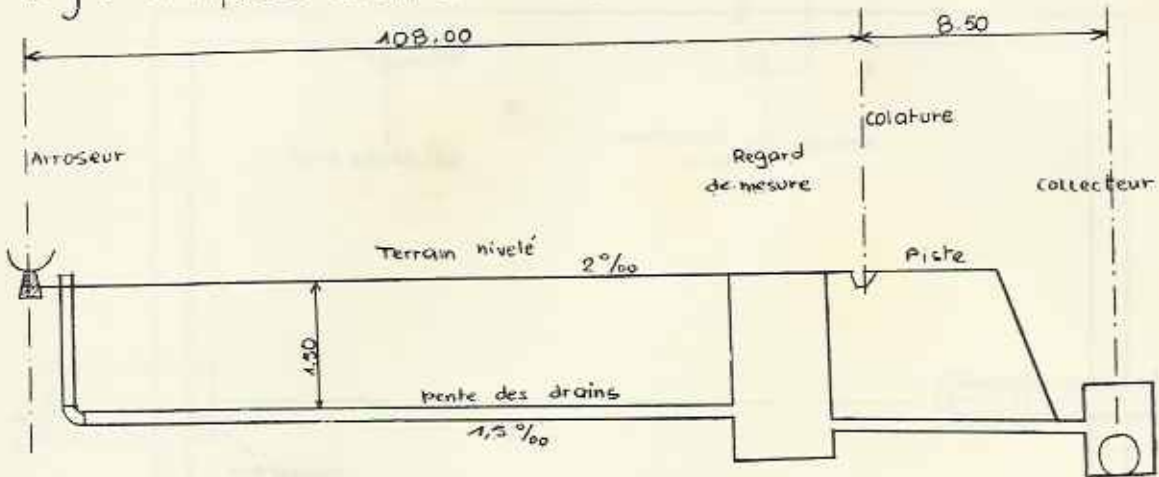 108.00
8.50
Colature
Arroseur
Regard
de mesure
Collecteur
Terrain nivelé
2‰
Piste
1.50
pente des drains
1,5‰